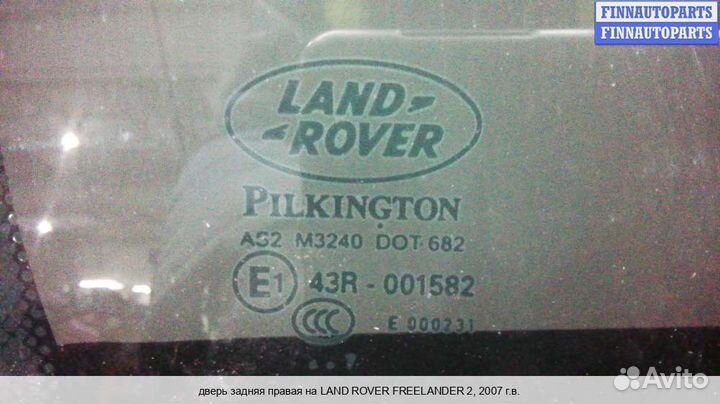 FINNAUTOPARTS
FINNAUTOPARTS
LAND
ROVER
PILKINGTON
AS2 M3240 DOT 682
E1 43R - 001582
CCC E 000231
дверь задняя правая на LAND ROVER FREELANDER 2, 2007 г.в.
Avito